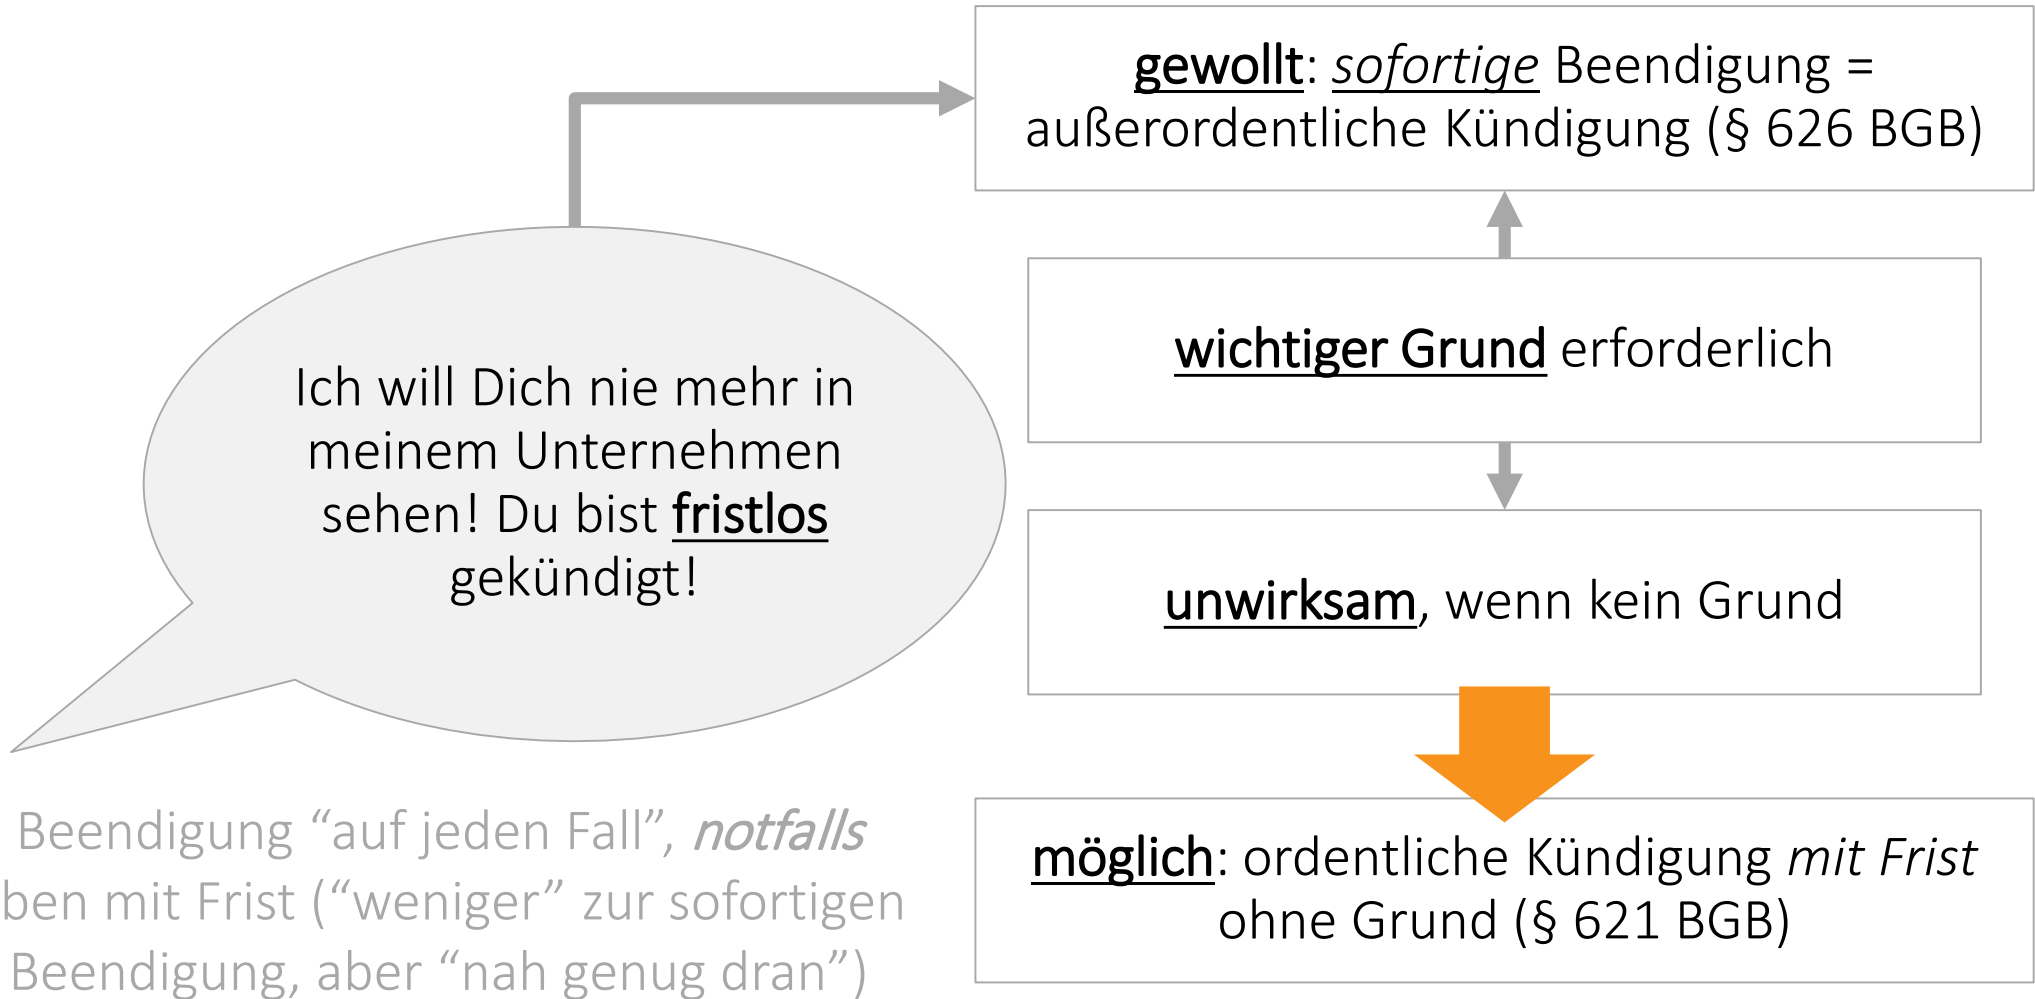 gewollt: sofortige Beendigung =
außerordentliche Kündigung (§ 626 BGB)
wichtiger Grund erforderlich
Ich will Dich nie mehr in
meinem Unternehmen
sehen! Du bist fristlos
gekündigt!
unwirksam, wenn kein Grund
Beendigung “auf jeden Fall”, notfalls
ben mit Frist (“weniger” zur sofortigen
Beendigung, aber “nah genug dran”)
möglich: ordentliche Kündigung mit Frist
ohne Grund (§ 621 BGB)